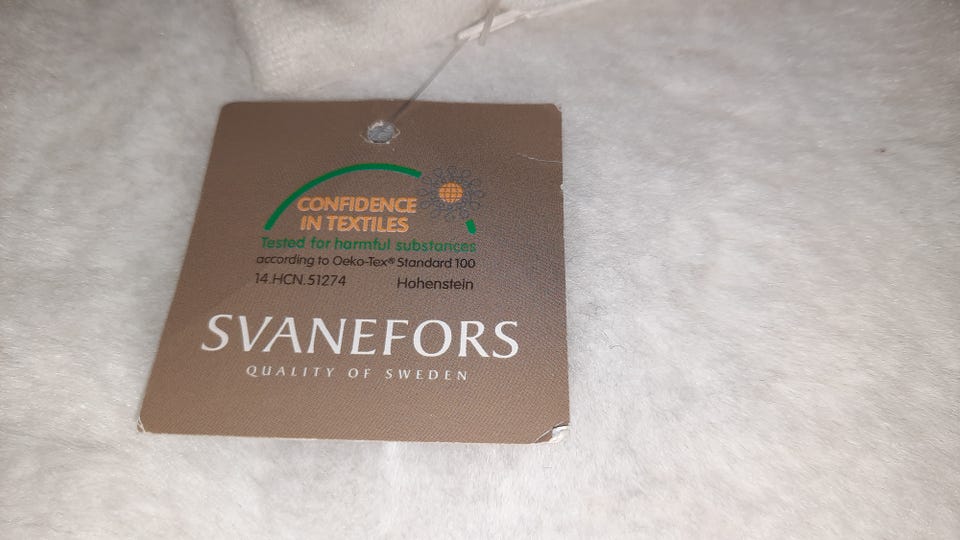 CONFIDENCE
IN TEXTILES
Tested for harmful substances
according to Oeko-Tex® Standard 100
14.HCN.51274 Hohenstein
SVANEFORS
QUALITY OF SWEDEN